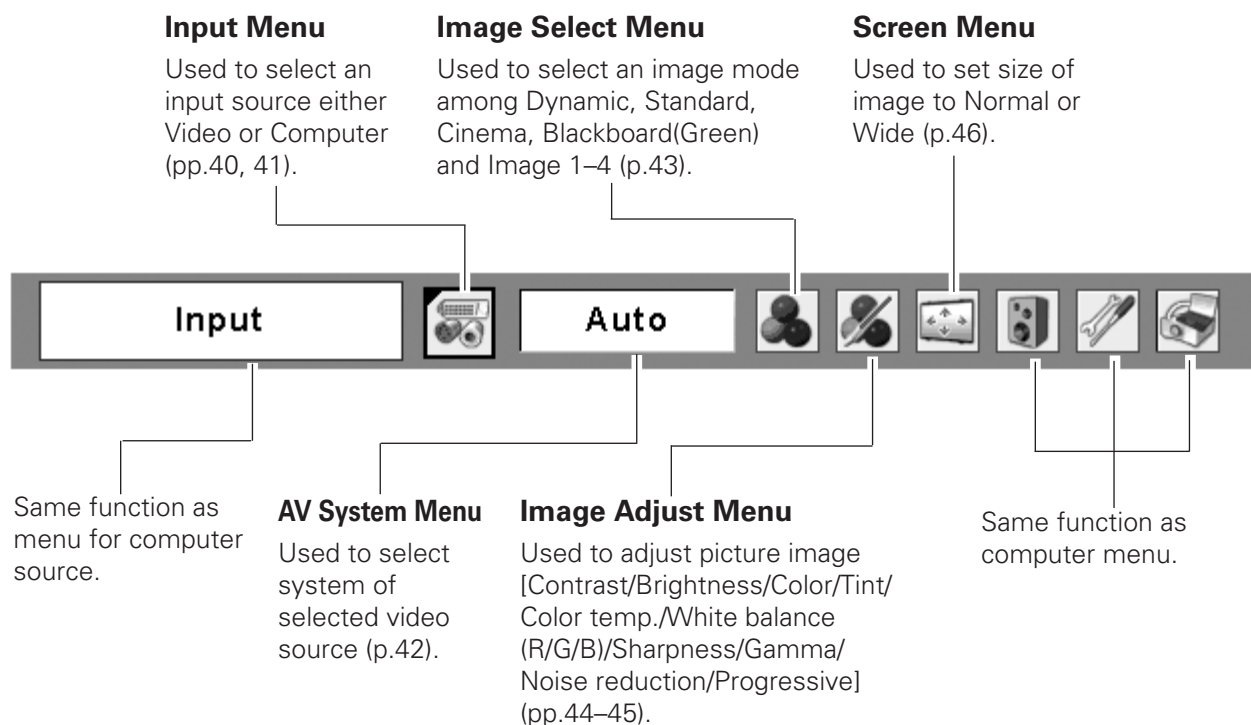 Input Menu
Used to select an
input source either
Video or Computer
(pp.40, 41).
Image Select Menu
Used to select an image mode
among Dynamic, Standard,
Cinema, Blackboard(Green)
and Image 1–4 (p.43).
Screen Menu
Used to set size of
image to Normal or
Wide (p.46).
Input
Auto
Same function as
menu for computer
source.
AV System Menu
Used to select
system of
selected video
source (p.42).
Image Adjust Menu
Used to adjust picture image
[Contrast/Brightness/Color/Tint/
Color temp./White balance
(R/G/B)/Sharpness/Gamma/
Noise reduction/Progressive]
(pp.44–45).
Same function as
computer menu.